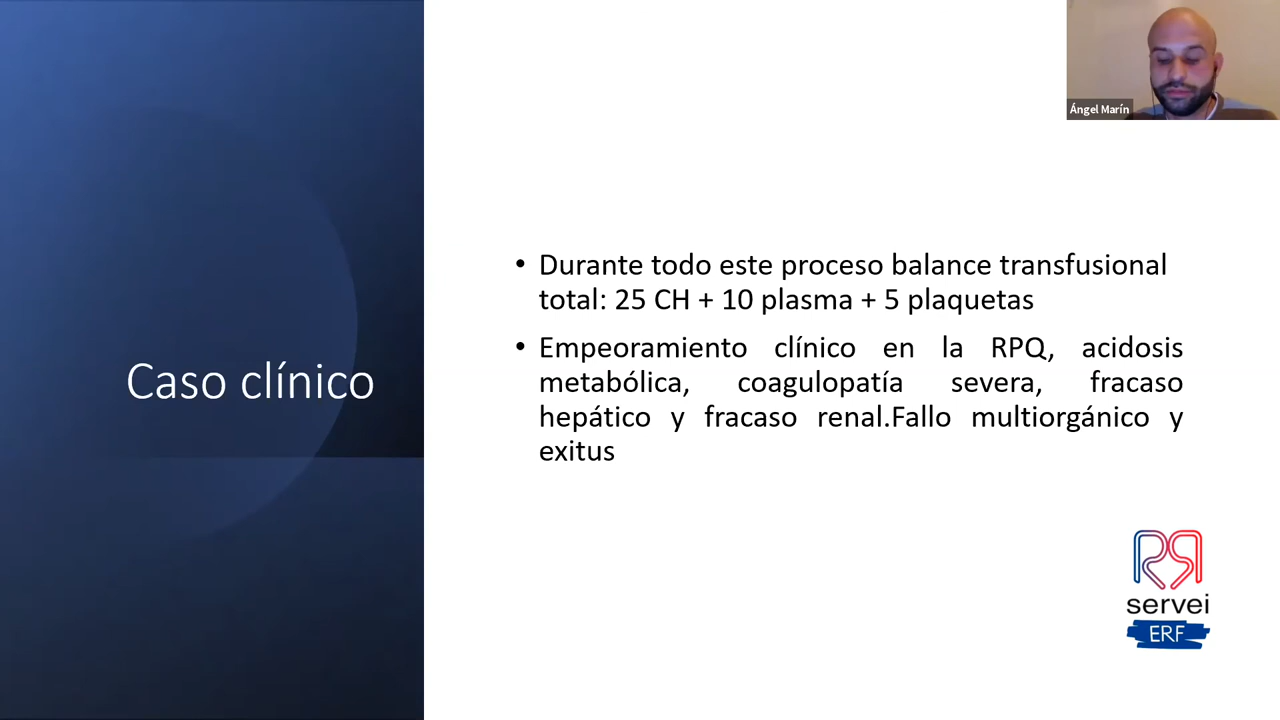 Ángel Marín
Caso clínico
• Durante todo este proceso balance transfusional
total: 25 CH + 10 plasma + 5 plaquetas
• Empeoramiento clínico en la RPQ, acidosis
metabólica, coagulopatía severa, fracaso
hepático y fracaso renal.Fallo multiorgánico y
exitus
servei
ERF